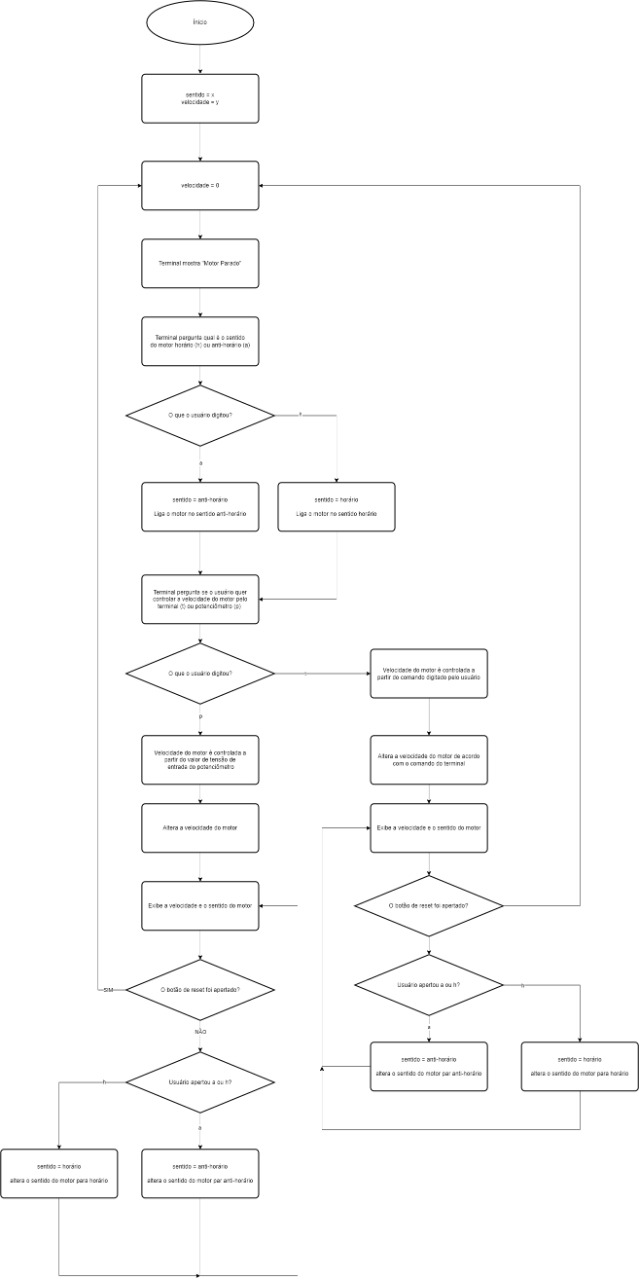 Início
sentido = x
velocidade = y
velocidade = 0
Terminal mostra "Motor Parado"
Terminal pergunta qual é o sentido
do motor horário (h) ou anti-horário (a)
O que o usuário digitou?
a
sentido = anti-horário
Liga o motor no sentido anti-horário
sentido = horário
Liga o motor no sentido horário
Terminal pergunta se o usuário quer
controlar a velocidade do motor pelo
terminal (t) ou potenciômetro (p)
O que o usuário digitou?
p
Velocidade do motor é controlada a
partir do comando digitado pelo usuário
Velocidade do motor é controlada a
partir do valor de tensão de
entrada do potenciômetro
Altera a velocidade do motor de acordo
com o comando do terminal
Altera a velocidade do motor
Exibe a velocidade e o sentido do motor
Exibe a velocidade e o sentido do motor
O botão de reset foi apertado?
O botão de reset foi apertado?
SIM
NÃO
Usuário apertou a ou h?
h
a
sentido = anti-horário
altera o sentido do motor par anti-horário
sentido = horário
altera o sentido do motor para horário
Usuário apertou a ou h?
h
a
sentido = horário
altera o sentido do motor para horário
sentido = anti-horário
altera o sentido do motor par anti-horário